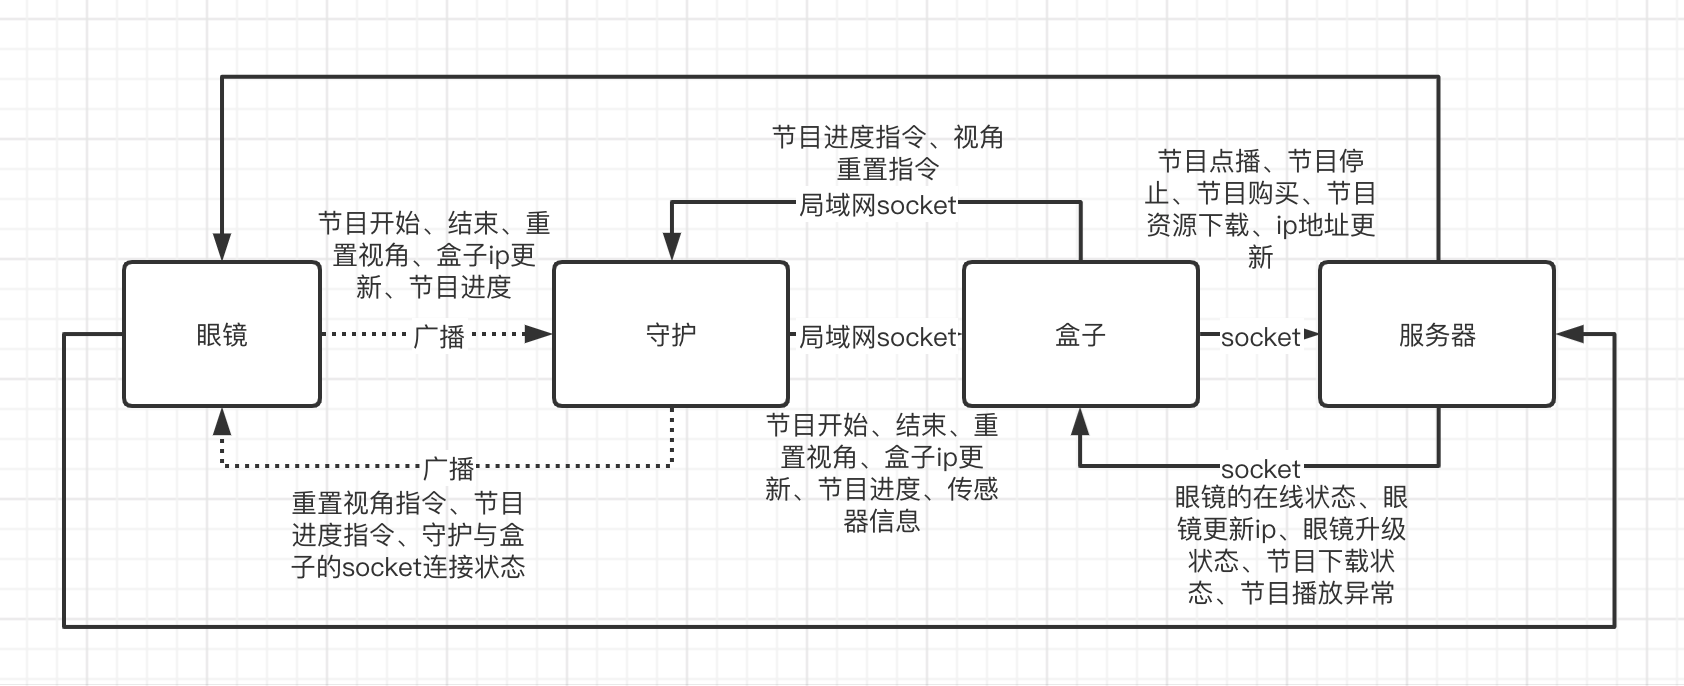 节目进度指令、视角
重置指令
局域网socket
节目点播、节目停
止、节目购买、节目
资源下载、ip地址更
新
节目开始、结束、重
置视角、盒子ip更
新、节目进度
眼镜
广播
守护
局域网socket
盒子
socket
服务器
广播
重置视角指令、节目
进度指令、守护与盒
子的socket连接状态
节目开始、结束、重
置视角、盒子ip更
新、节目进度、传感
器信息
socket
眼镜的在线状态、眼
镜更新ip、眼镜升级
状态、节目下载状
态、节目播放异常